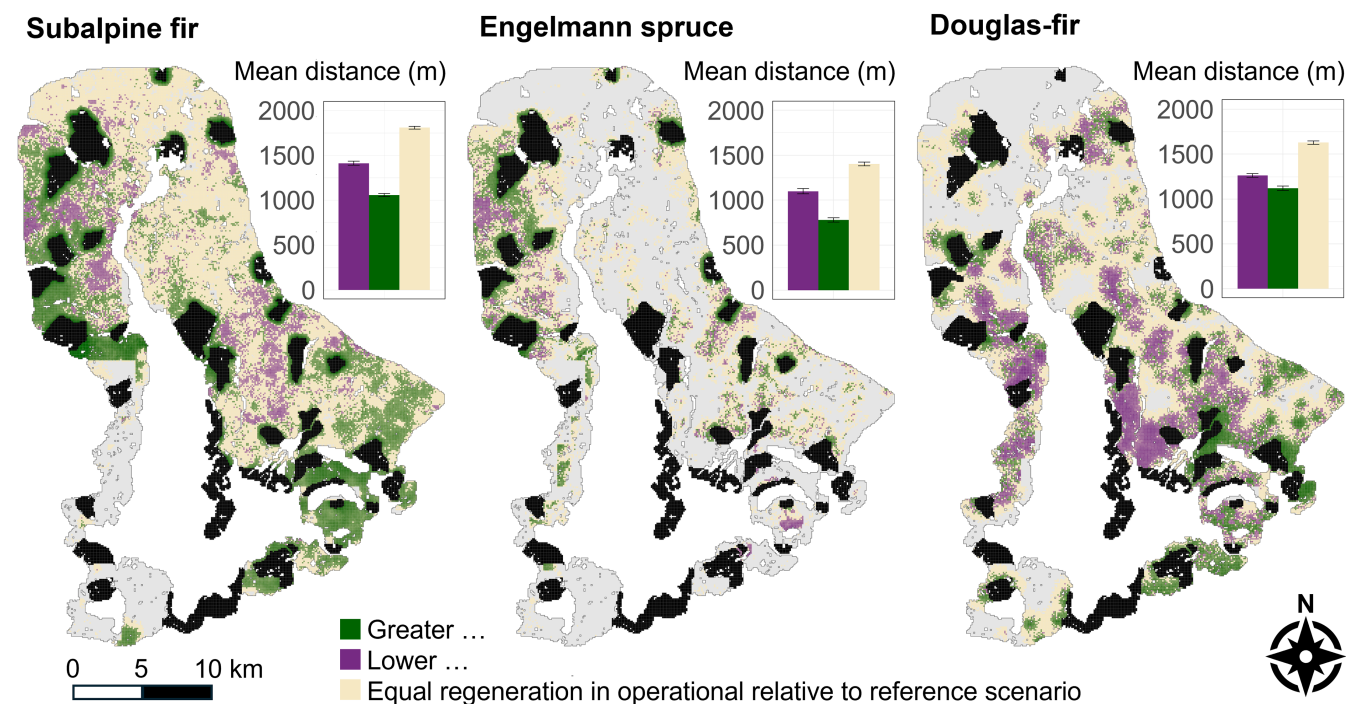 Subalpine fir
Engelmann spruce
Douglas-fir
Mean distance (m)
2000
1500
1000
500
0
Mean distance (m)
2000
1500
1000
500
0
Mean distance (m)
2000
1500
1000
500
0
Greater …
Lower …
Equal regeneration in operational relative to reference scenario
0 5 10 km
N